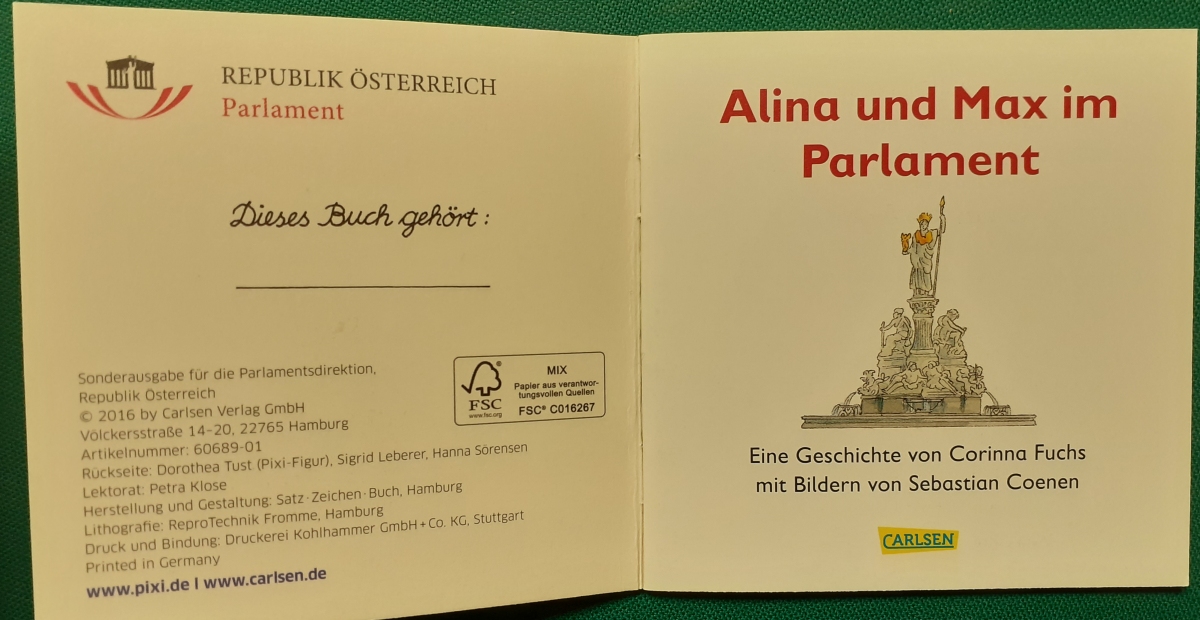 REPUBLIK ÖSTERREICH
Parlament
Dieses Buch gehört:
Sonderausgabe für die Parlamentsdirektion,
Republik Österreich
© 2016 by Carlsen Verlag GmbH
Völckersstraße 14-20, 22765 Hamburg
Artikelnummer: 60689-01
Rückseite: Dorothea Tust (Pixi-Figur), Sigrid Leberer, Hanna Sörensen
Lektorat: Petra Klose
Herstellung und Gestaltung: Satz·Zeichen·Buch, Hamburg
Lithografie: ReproTechnik Fromme, Hamburg
Druck und Bindung: Druckerei Kohlhammer GmbH+Co. KG, Stuttgart
Printed in Germany
www.pixi.de I www.carlsen.de
FSC®
www.fsc.org
MIX
Papier aus verantwor-
tungsvollen Quellen
FSC® C016267
Alina und Max im
Parlament
Eine Geschichte von Corinna Fuchs
mit Bildern von Sebastian Coenen
CARLSEN